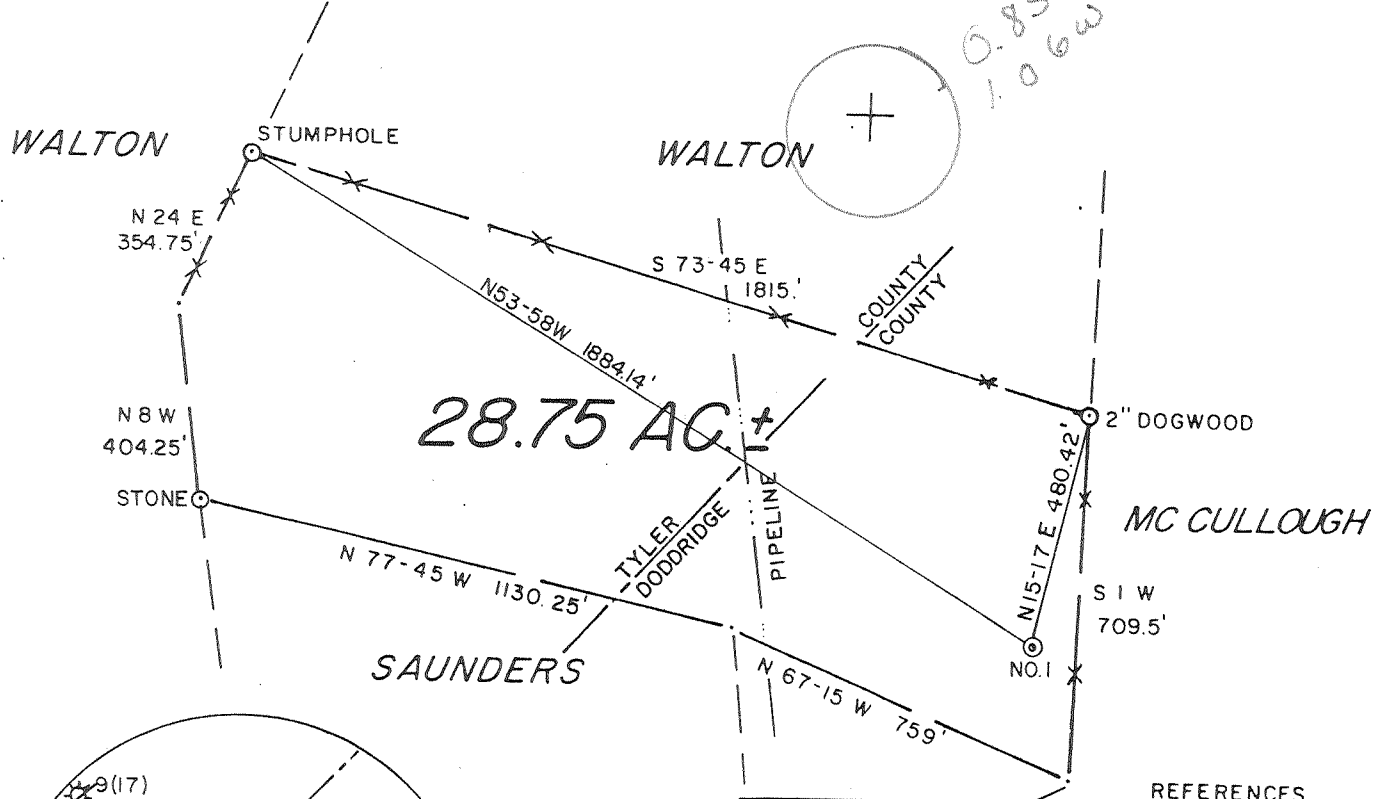 0.85
1.06W
WALTON
STUMPHOLE
WALTON
N 24 E
354.75'
S 73-45 E
1815.'
COUNTY
COUNTY
N53-58W 1884.14'
28.75 AC. ±
N 8 W
404.25'
2" DOGWOOD
STONE
N15-17 E 480.42'
MC CULLOUGH
PIPELINE
TYLER
DODDRIDGE
N 77-45 W 1130.25'
S 1 W
709.5'
SAUNDERS
NO.1
N 67-15 W 759'
9(17)
REFERENCES